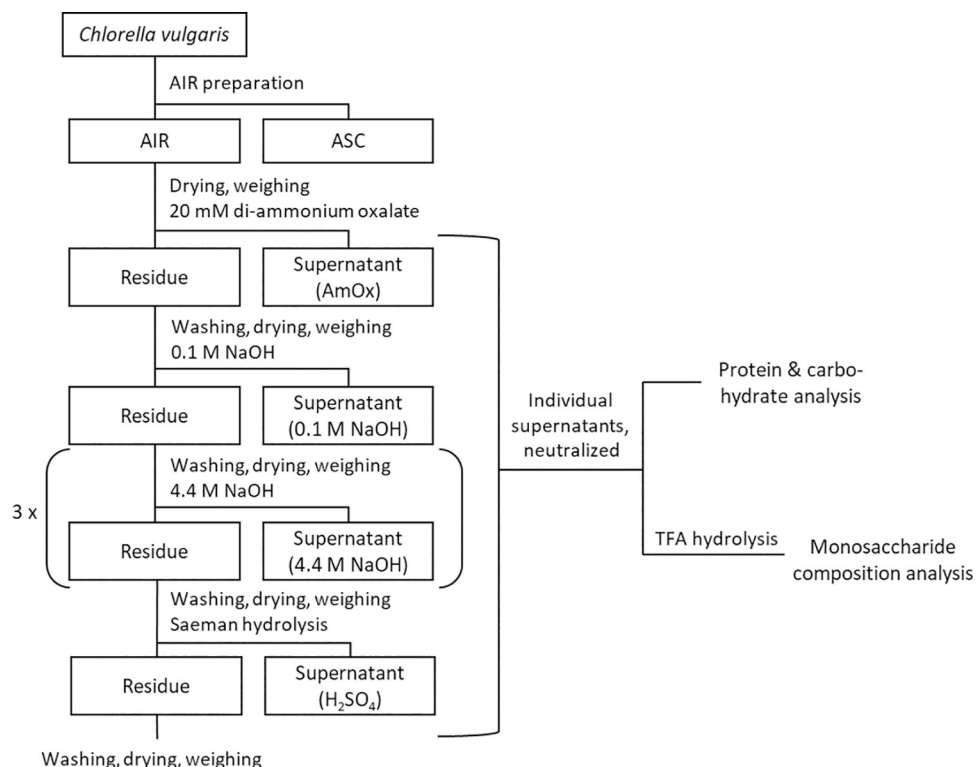 Chlorella vulgaris
AIR preparation
AIR
ASC
Drying, weighing
20 mM di-ammonium oxalate
Residue
Supernatant
(AmOx)
Washing, drying, weighing
0.1 M NaOH
Residue
Supernatant
(0.1 M NaOH)
3 x
Washing, drying, weighing
4.4 M NaOH
Residue
Supernatant
(4.4 M NaOH)
Washing, drying, weighing
Saeman hydrolysis
Residue
Supernatant
(H₂SO₄)
Washing, drying, weighing
Individual
supernatants,
neutralized
Protein & carbo-
hydrate analysis
TFA hydrolysis
Monosaccharide
composition analysis